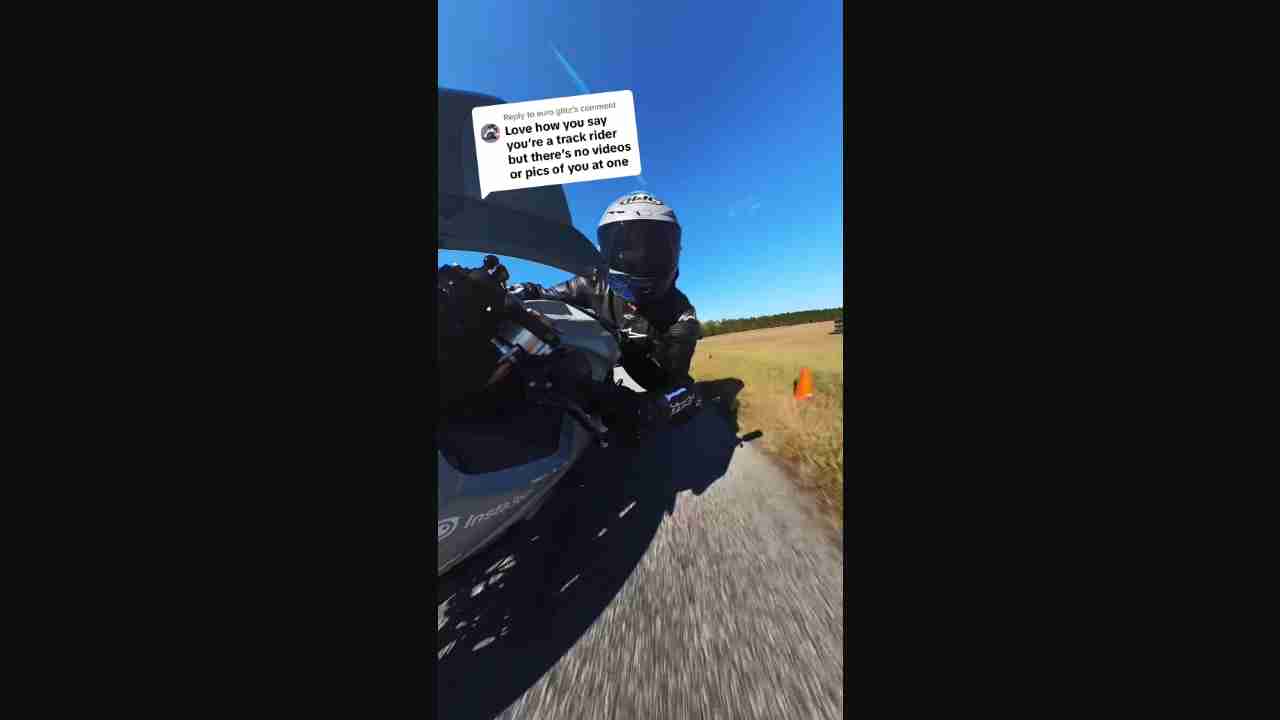 Reply to euro glitz's comment
Love how you say
you're a track rider
but there's no videos
or pics of you at one
Arai